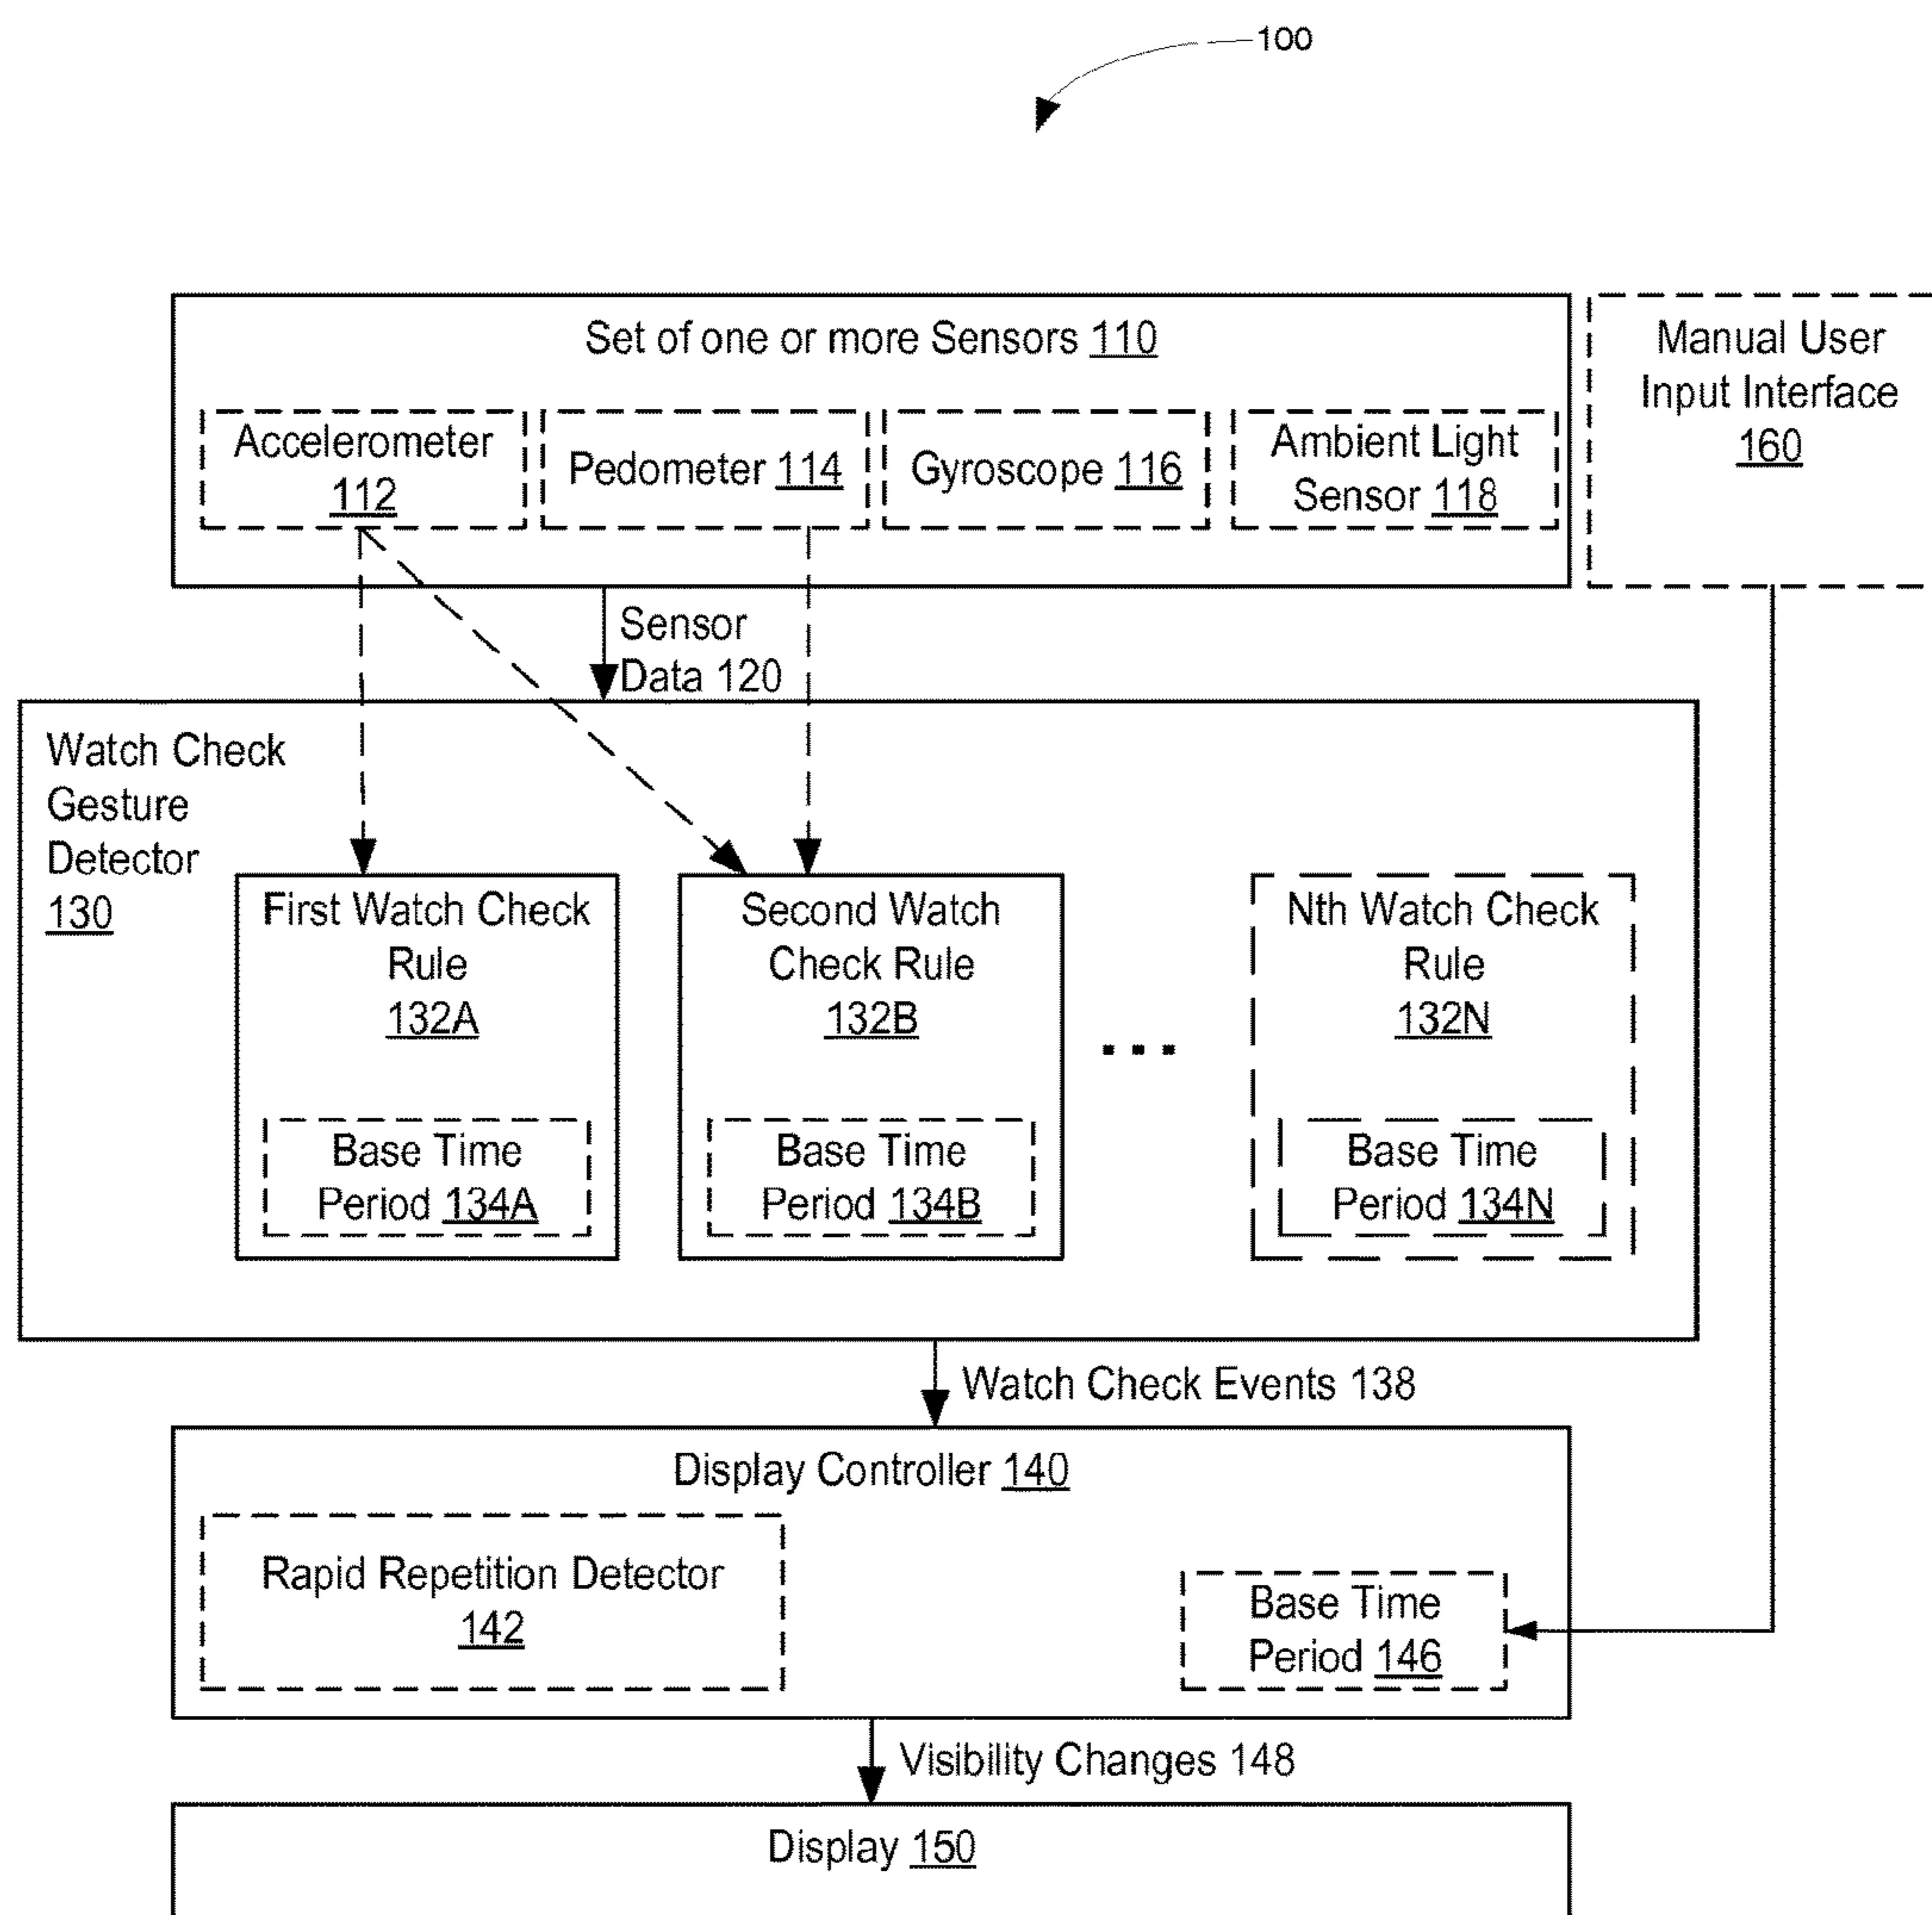 100
Set of one or more Sensors 110
Manual User
Input Interface
160
Accelerometer
112
Pedometer 114
Gyroscope 116
Ambient Light
Sensor 118
Sensor
Data 120
Watch Check
Gesture
Detector
130
First Watch Check
Rule
132A
Base Time
Period 134A
Second Watch
Check Rule
132B
Base Time
Period 134B
...
Nth Watch Check
Rule
132N
Base Time
Period 134N
Watch Check Events 138
Display Controller 140
Rapid Repetition Detector
142
Base Time
Period 146
Visibility Changes 148
Display 150